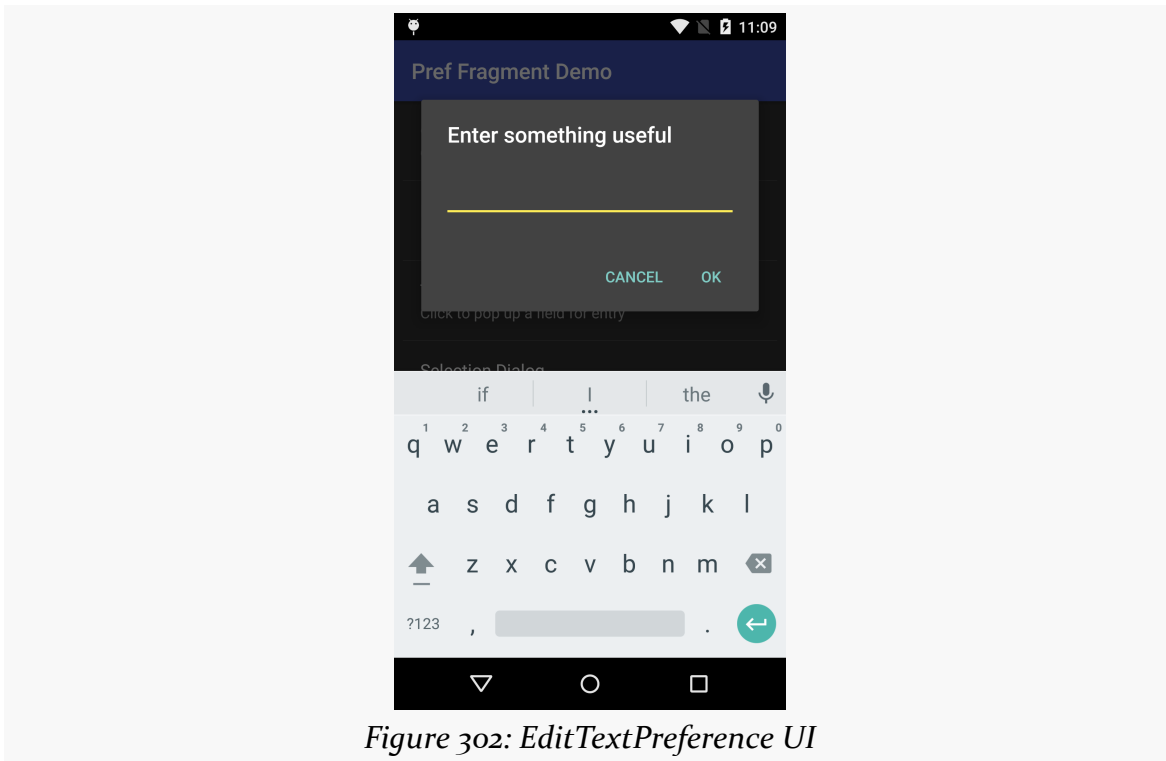 11:09
Pref Fragment Demo
Enter something useful
CANCEL OK
Click to pop up a field for entry
Selection Dialog
if I the
1 2 3 4 5 6 7 8 9 0
q w e r t y u i o p
a s d f g h j k l
z x c v b n m
?123 , .
Figure 302: EditTextPreference UI